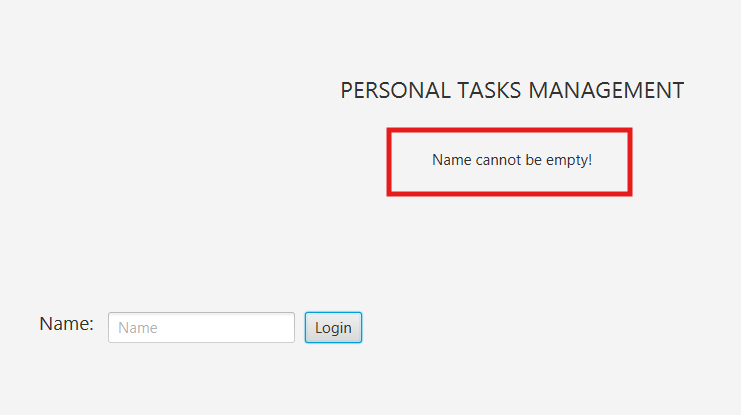 PERSONAL TASKS MANAGEMENT
Name cannot be empty!
Name: Name Login